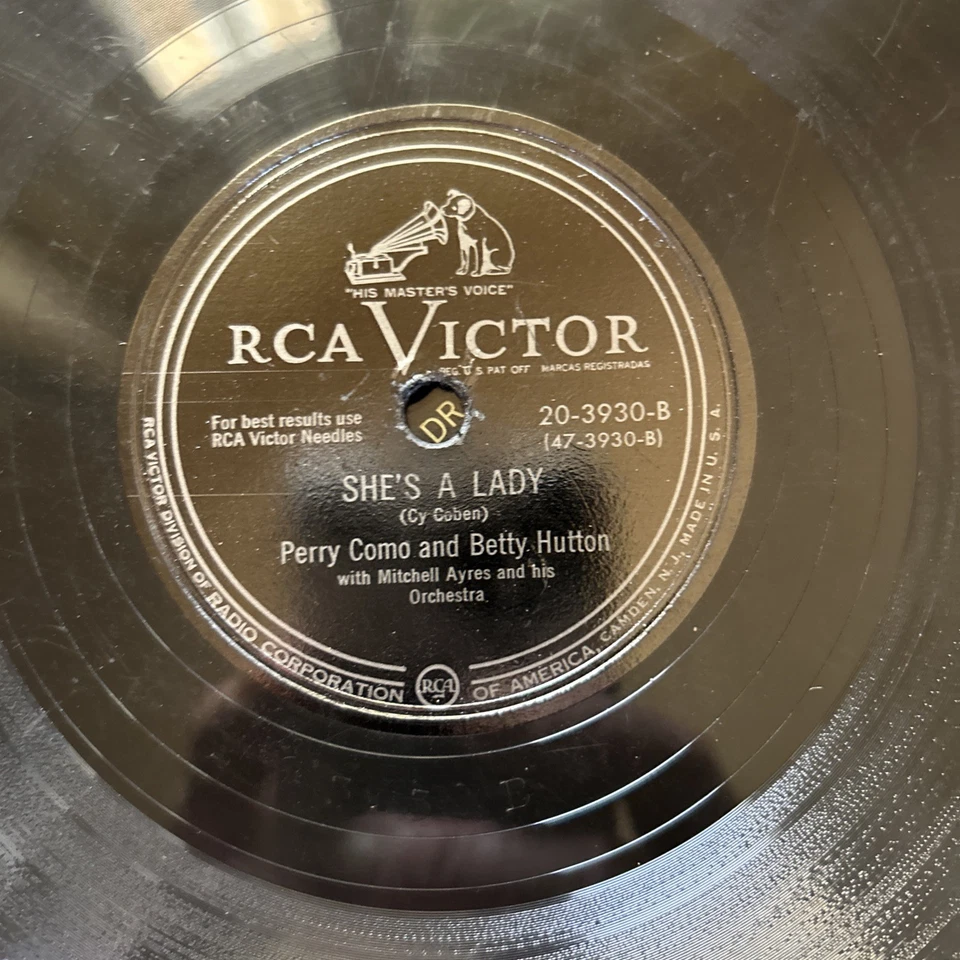 "HIS MASTER'S VOICE"
RCA VICTOR
REG. U S PAT OFF MARCAS REGISTRADAS
DR
For best results use
RCA Victor Needles
20-3930-B
(47-3930-B)
SHE'S A LADY
(Cy Coben)
Perry Como and Betty Hutton
with Mitchell Ayres and his
Orchestra
RCA VICTOR DIVISION OF RADIO CORPORATION RCA OF AMERICA, CAMDEN, N. J., MADE IN U. S. A.